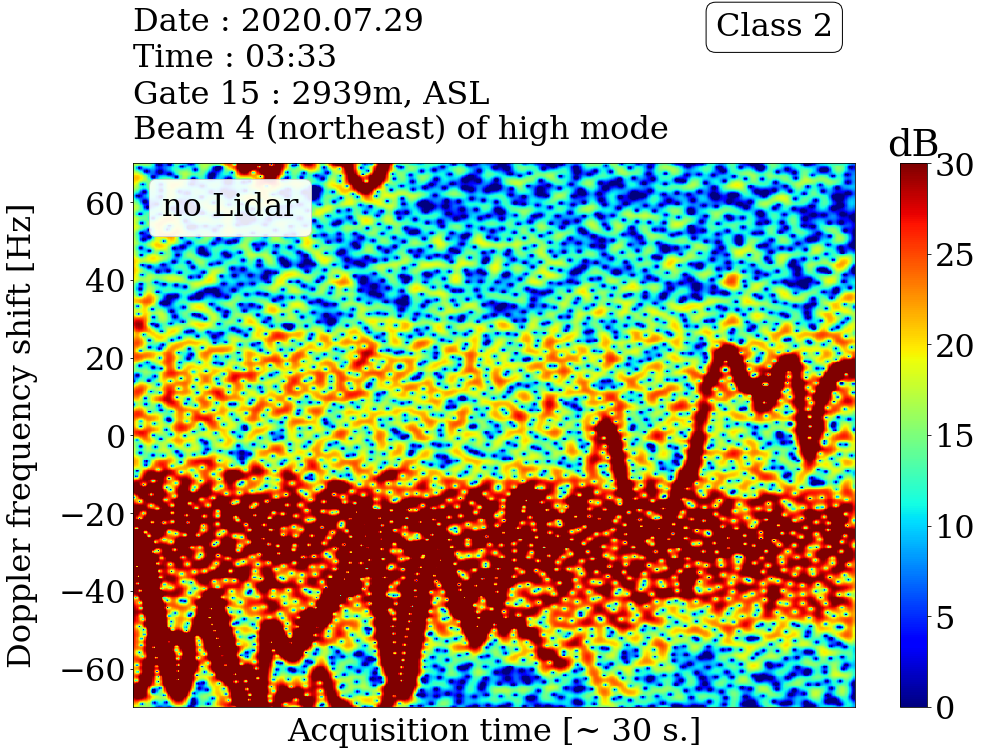 Date : 2020.07.29
Time : 03:33
Gate 15 : 2939m, ASL
Beam 4 (northeast) of high mode
Class 2
dB
no Lidar
Doppler frequency shift [Hz]
60
40
20
0
−20
−40
−60
30
25
20
15
10
5
0
Acquisition time [~ 30 s.]